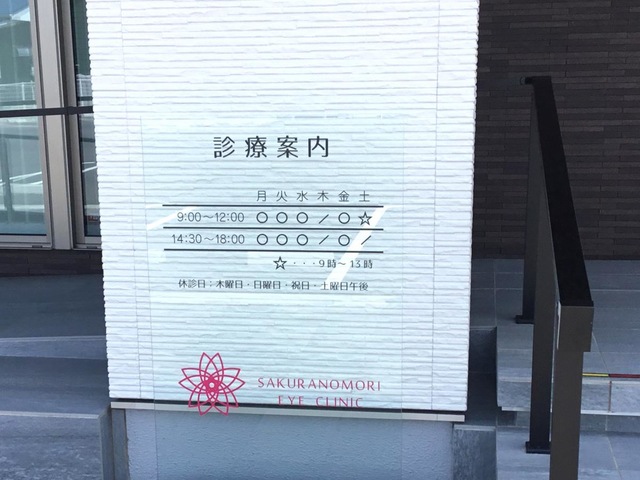 診療案内
月 火 水 木 金 土
9:00〜12:00 〇 〇 〇 ／ 〇 ☆
14:30〜18:00 〇 〇 〇 ／ 〇 ／
☆・・・9時〜13時
休診日：木曜日・日曜日・祝日・土曜日午後
SAKURANOMORI
EYE CLINIC